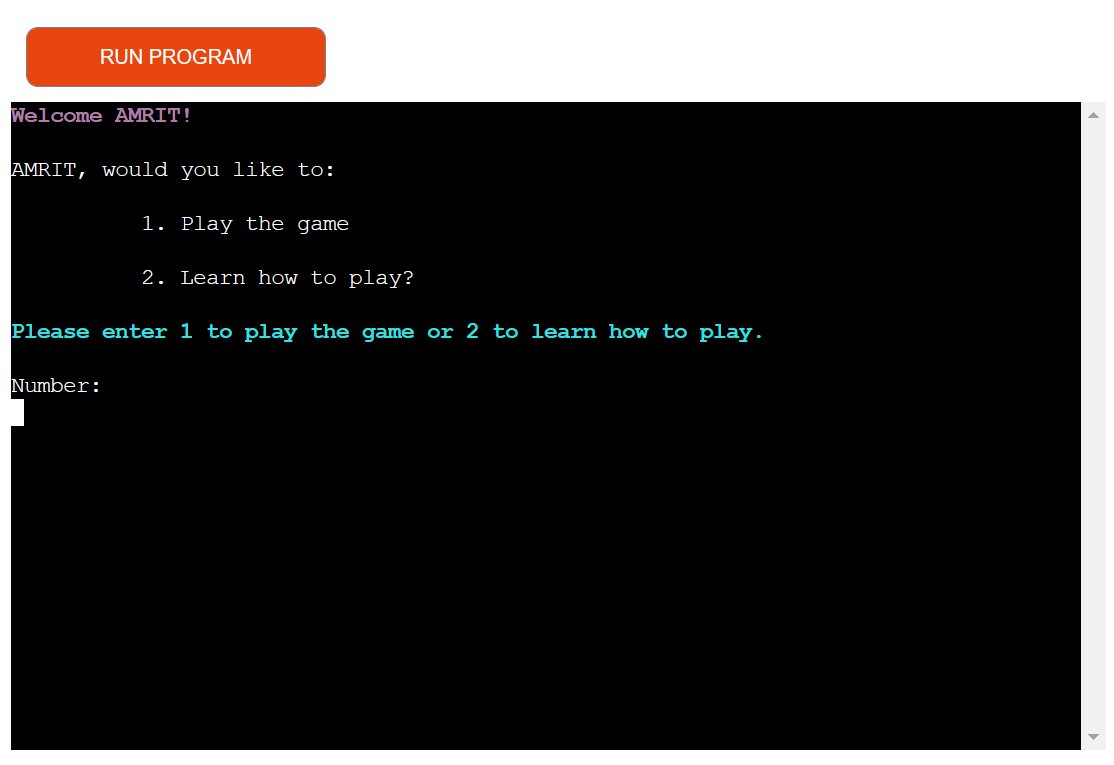 RUN PROGRAM
Welcome AMRIT!
AMRIT, would you like to:
1. Play the game
2. Learn how to play?
Please enter 1 to play the game or 2 to learn how to play.
Number: